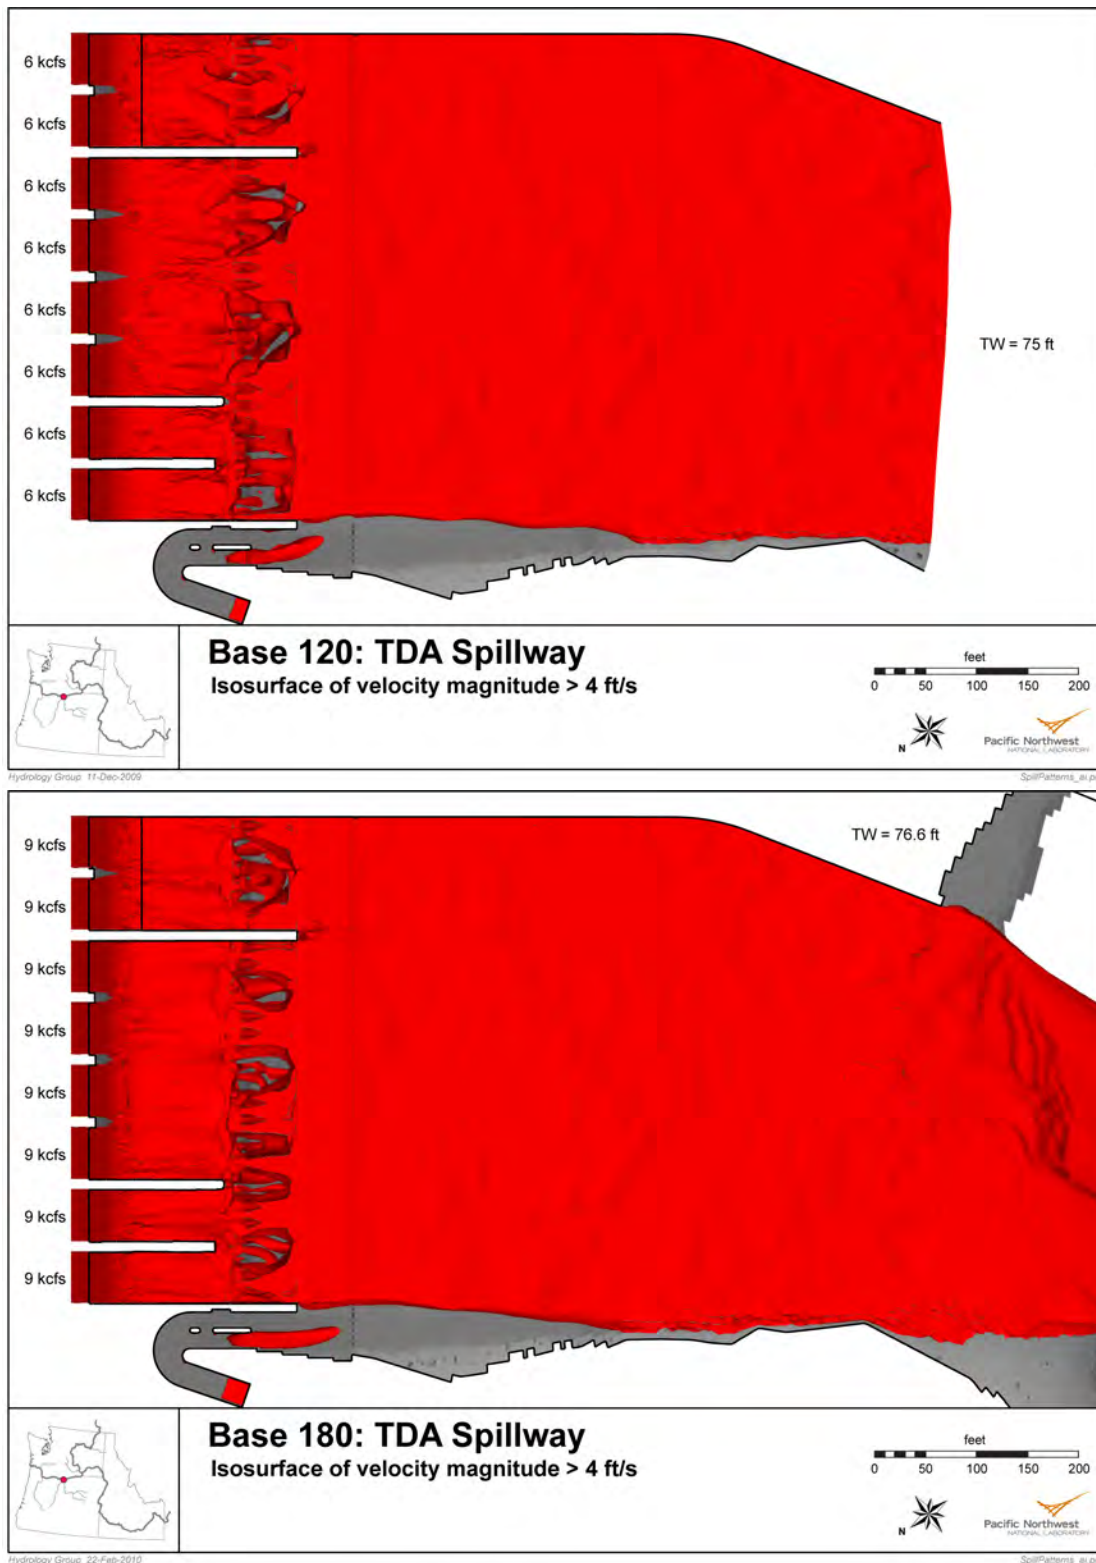 6 kcfs
6 kcfs
6 kcfs
6 kcfs
6 kcfs
TW = 75 ft
6 kcfs
6 kcfs
6 kcfs
Base 120: TDA Spillway
Isosurface of velocity magnitude > 4 ft/s
feet
0 50 100 150 200
N
Pacific Northwest
NATIONAL LABORATORY
Hydrology Group 11-Dec-2009
TW = 76.6 ft
9 kcfs
9 kcfs
9 kcfs
9 kcfs
9 kcfs
9 kcfs
9 kcfs
9 kcfs
Base 180: TDA Spillway
Isosurface of velocity magnitude > 4 ft/s
feet
0 50 100 150 200
N
Pacific Northwest
NATIONAL LABORATORY
Hydrology Group 22-Feb-2010